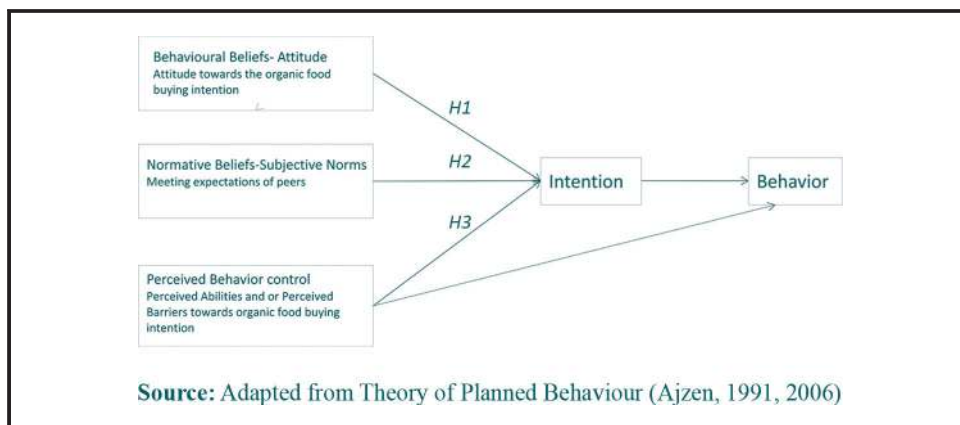 Behavioural Beliefs- Attitude
Attitude towards the organic food
buying intention
H1
Normative Beliefs-Subjective Norms
Meeting expectations of peers
H2
Intention
Behavior
H3
Perceived Behavior control
Perceived Abilities and or Perceived
Barriers towards organic food buying
intention
Source: Adapted from Theory of Planned Behaviour (Ajzen, 1991, 2006)